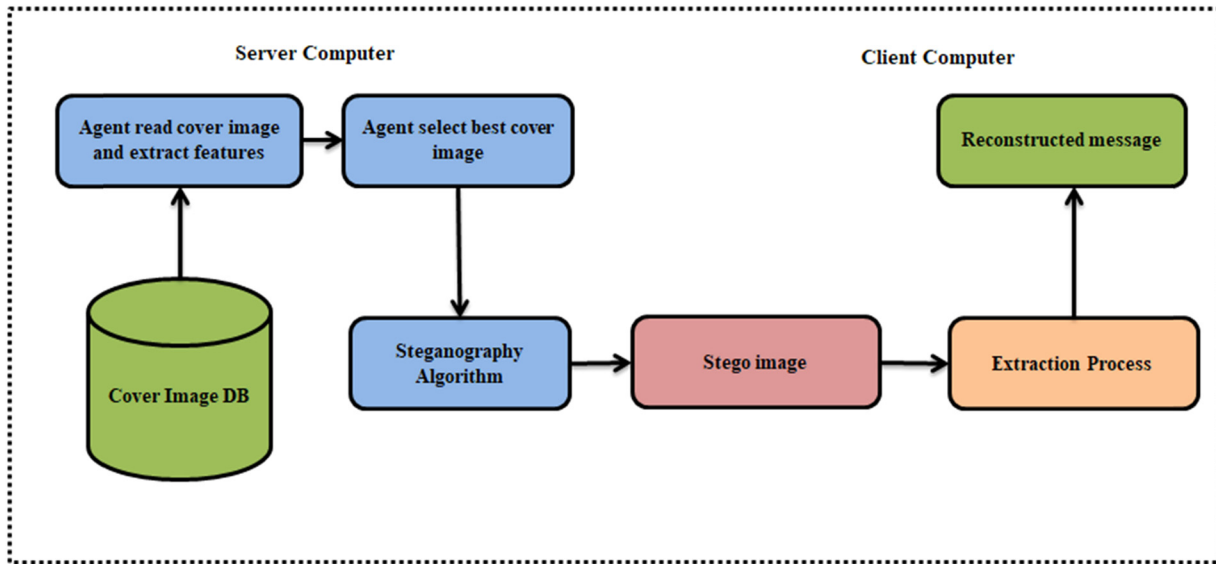 Server Computer
Client Computer
Agent read cover image
and extract features
Agent select best cover
image
Reconstructed message
Cover Image DB
Steganography
Algorithm
Stego image
Extraction Process